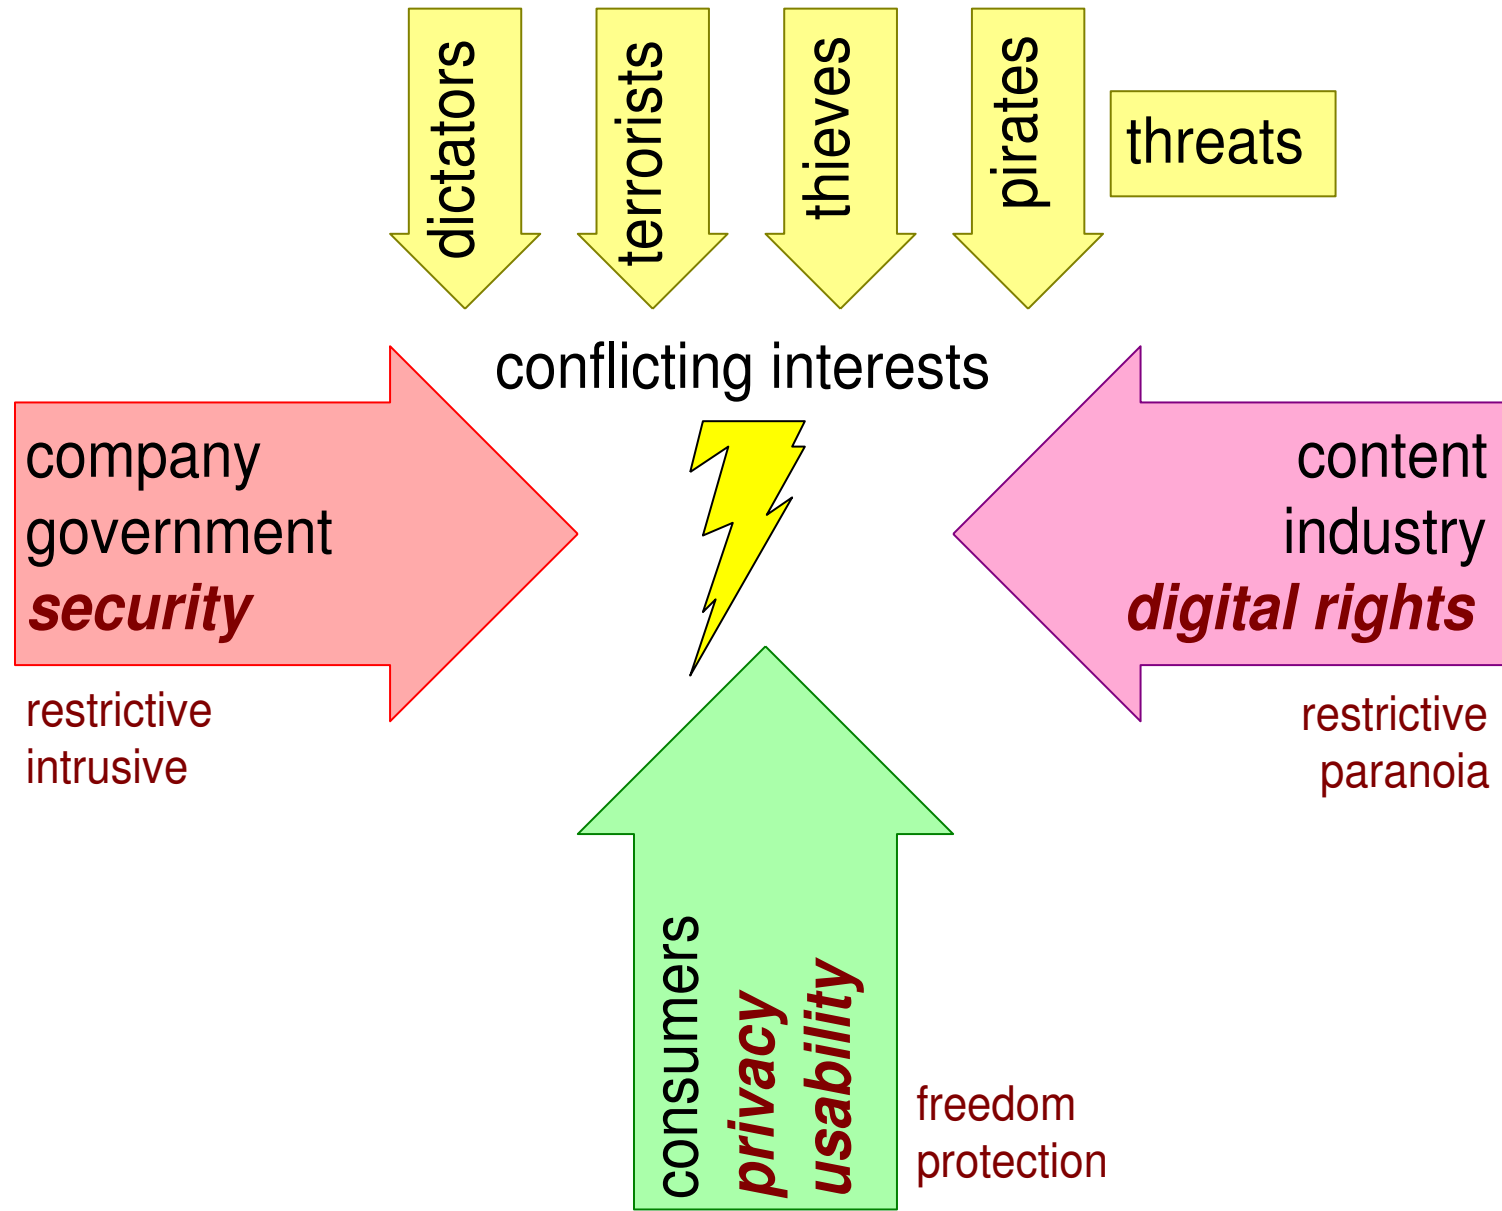 dictators
terrorists
thieves
pirates
threats
conflicting interests
company
government
security
restrictive
intrusive
content
industry
digital rights
restrictive
paranoia
consumers
privacy
usability
freedom
protection